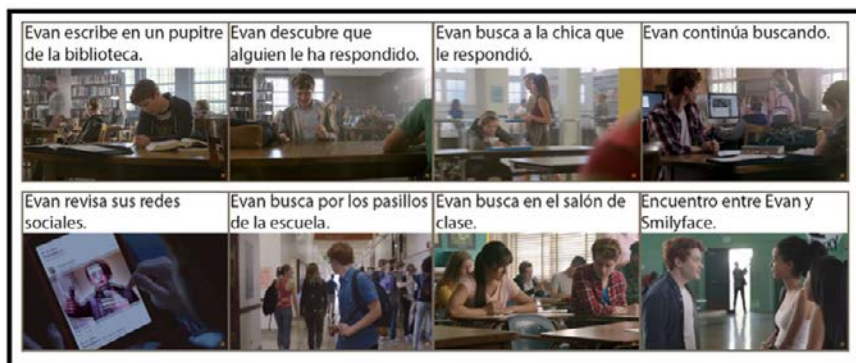 Evan escribe en un pupitre
de la biblioteca.
Evan descubre que
alguien le ha respondido.
Evan busca a la chica que
le respondió.
Evan continúa buscando.
Evan revisa sus redes
sociales.
Evan busca por los pasillos
de la escuela.
Evan busca en el salón de
clase.
Encuentro entre Evan y
Smilyface.